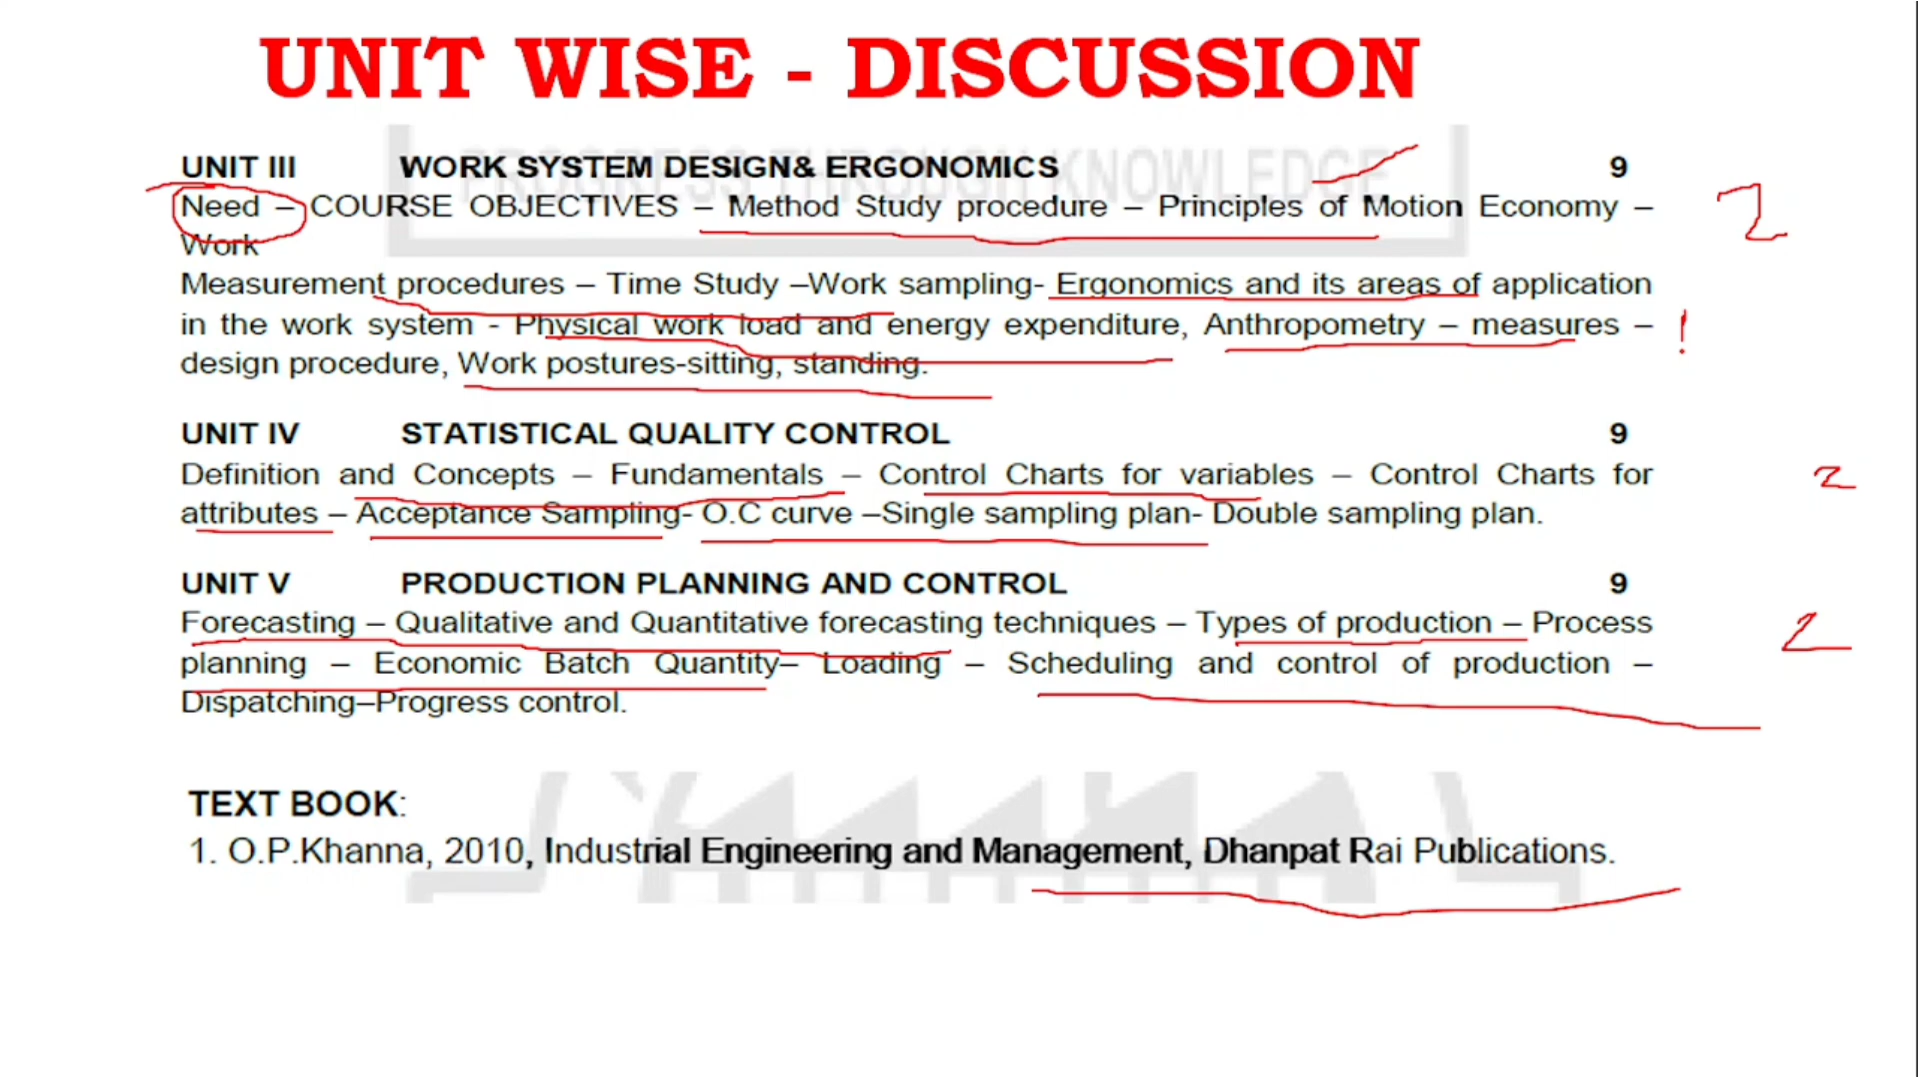 UNIT WISE - DISCUSSION
PROGRESS THROUGH KNOWLEDGE
UNIT III WORK SYSTEM DESIGN& ERGONOMICS 9
Need – COURSE OBJECTIVES – Method Study procedure – Principles of Motion Economy – 2
Work
Measurement procedures – Time Study –Work sampling- Ergonomics and its areas of application
in the work system - Physical work load and energy expenditure, Anthropometry – measures – !
design procedure, Work postures-sitting, standing.
UNIT IV STATISTICAL QUALITY CONTROL 9
Definition and Concepts – Fundamentals – Control Charts for variables – Control Charts for 2
attributes – Acceptance Sampling- O.C curve –Single sampling plan- Double sampling plan.
UNIT V PRODUCTION PLANNING AND CONTROL 9
Forecasting – Qualitative and Quantitative forecasting techniques – Types of production – Process 2
planning – Economic Batch Quantity– Loading – Scheduling and control of production –
Dispatching–Progress control.
TEXT BOOK:
1. O.P.Khanna, 2010, Industrial Engineering and Management, Dhanpat Rai Publications.